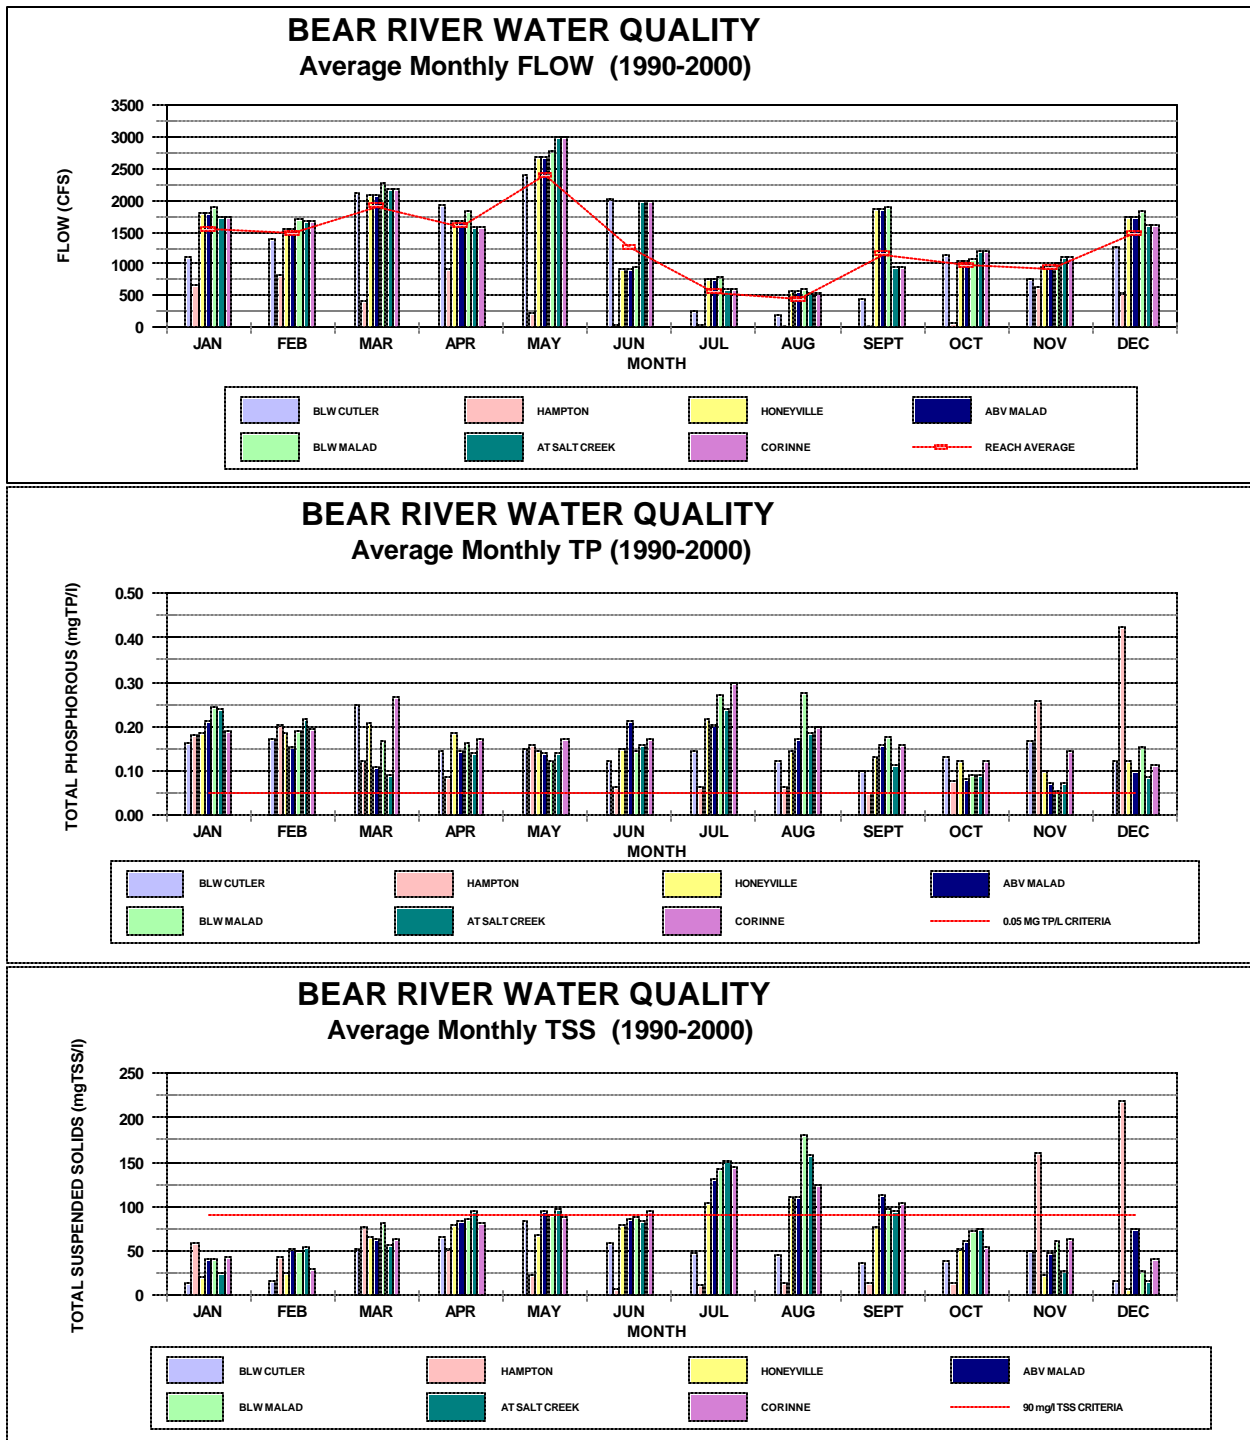 BEAR RIVER WATER QUALITY
Average Monthly FLOW (1990-2000)
FLOW (CFS)
3500
3000
2500
2000
1500
1000
500
0
JAN FEB MAR APR MAY JUN JUL AUG SEPT OCT NOV DEC
MONTH
BLW CUTLER HAMPTON HONEYVILLE ABV MALAD
BLW MALAD AT SALT CREEK CORINNE REACH AVERAGE
BEAR RIVER WATER QUALITY
Average Monthly TP (1990-2000)
TOTAL PHOSPHOROUS (mgTP/l)
0.50
0.40
0.30
0.20
0.10
0.00
JAN FEB MAR APR MAY JUN JUL AUG SEPT OCT NOV DEC
MONTH
BLW CUTLER HAMPTON HONEYVILLE ABV MALAD
BLW MALAD AT SALT CREEK CORINNE 0.05 MG TP/L CRITERIA
BEAR RIVER WATER QUALITY
Average Monthly TSS (1990-2000)
TOTAL SUSPENDED SOLIDS (mgTSS/l)
250
200
150
100
50
0
JAN FEB MAR APR MAY JUN JUL AUG SEPT OCT NOV DEC
MONTH
BLW CUTLER HAMPTON HONEYVILLE ABV MALAD
BLW MALAD AT SALT CREEK CORINNE 90 mg/l TSS CRITERIA